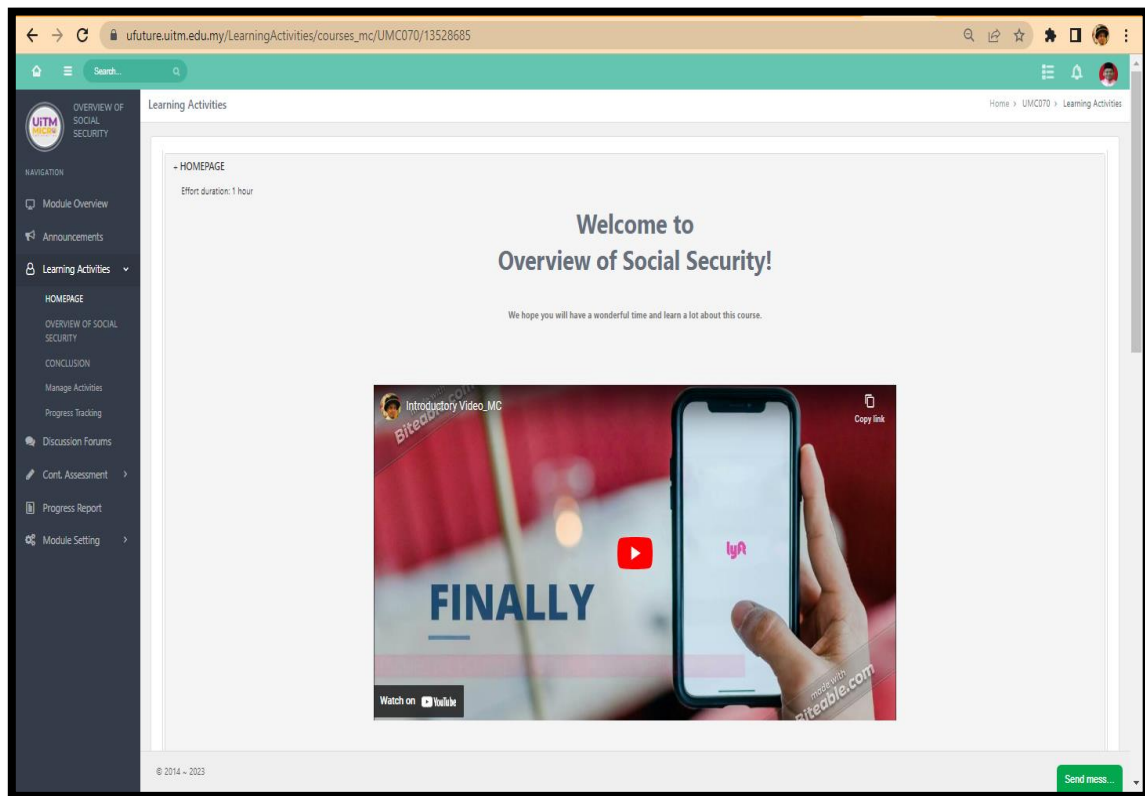 ufuture.uitm.edu.my/LearningActivities/courses_mc/UMC070/13528685
Search...
UiTM
MICRO
OVERVIEW OF
SOCIAL
SECURITY
NAVIGATION
Module Overview
Announcements
Learning Activities
HOMEPAGE
OVERVIEW OF SOCIAL
SECURITY
CONCLUSION
Manage Activities
Progress Tracking
Discussion Forums
Cont. Assessment
Progress Report
Module Setting
Learning Activities
Home > UMC070 > Learning Activities
- HOMEPAGE
Effort duration: 1 hour
Welcome to
Overview of Social Security!
We hope you will have a wonderful time and learn a lot about this course.
Introductory Video_MC
Copy link
Biteable.com
lyft
FINALLY
made with
Biteable.com
Watch on YouTube
© 2014 ~ 2023
Send mess...